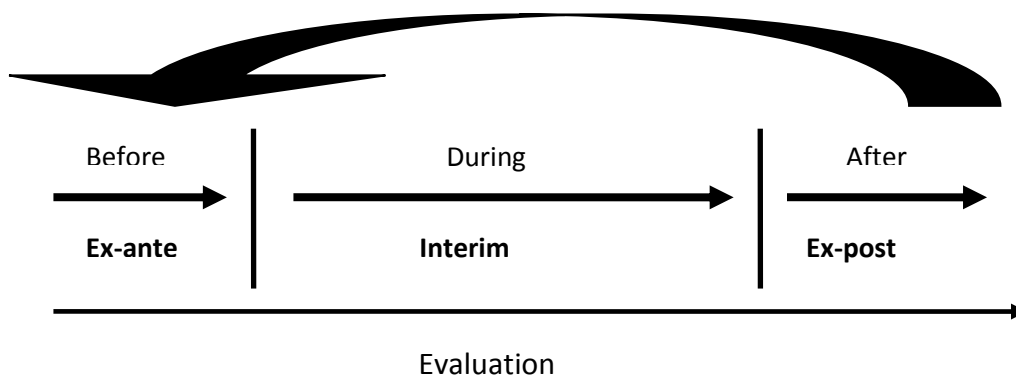 Before During After
Ex-ante Interim Ex-post
Evaluation